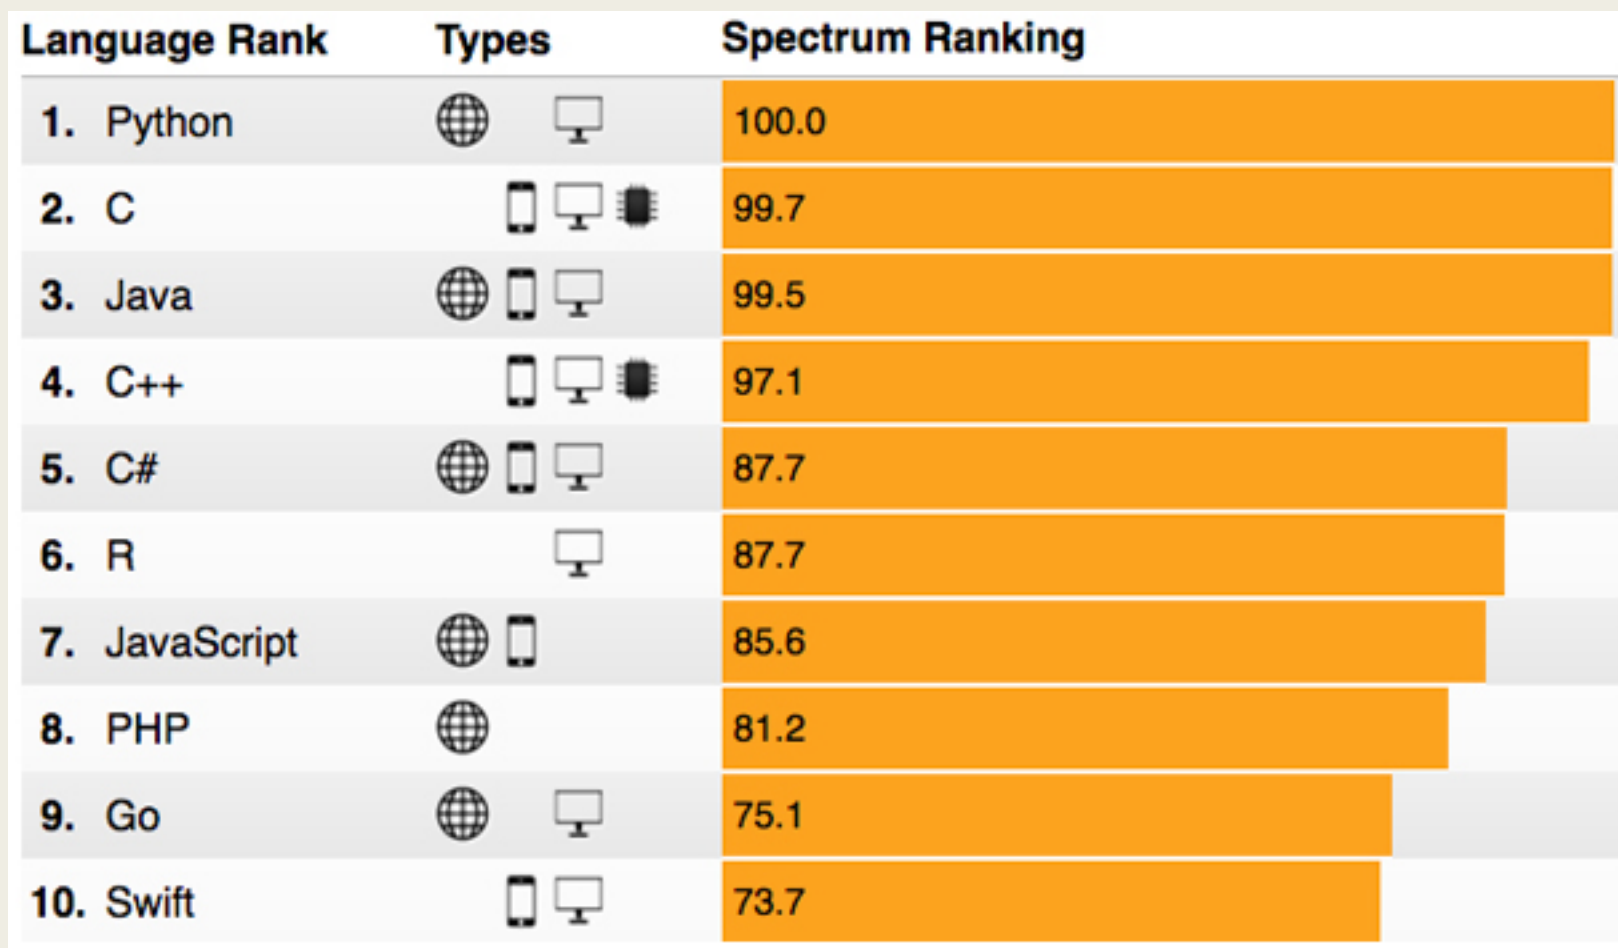 Language Rank Types Spectrum Ranking
1. Python 100.0
2. C 99.7
3. Java 99.5
4. C++ 97.1
5. C# 87.7
6. R 87.7
7. JavaScript 85.6
8. PHP 81.2
9. Go 75.1
10. Swift 73.7